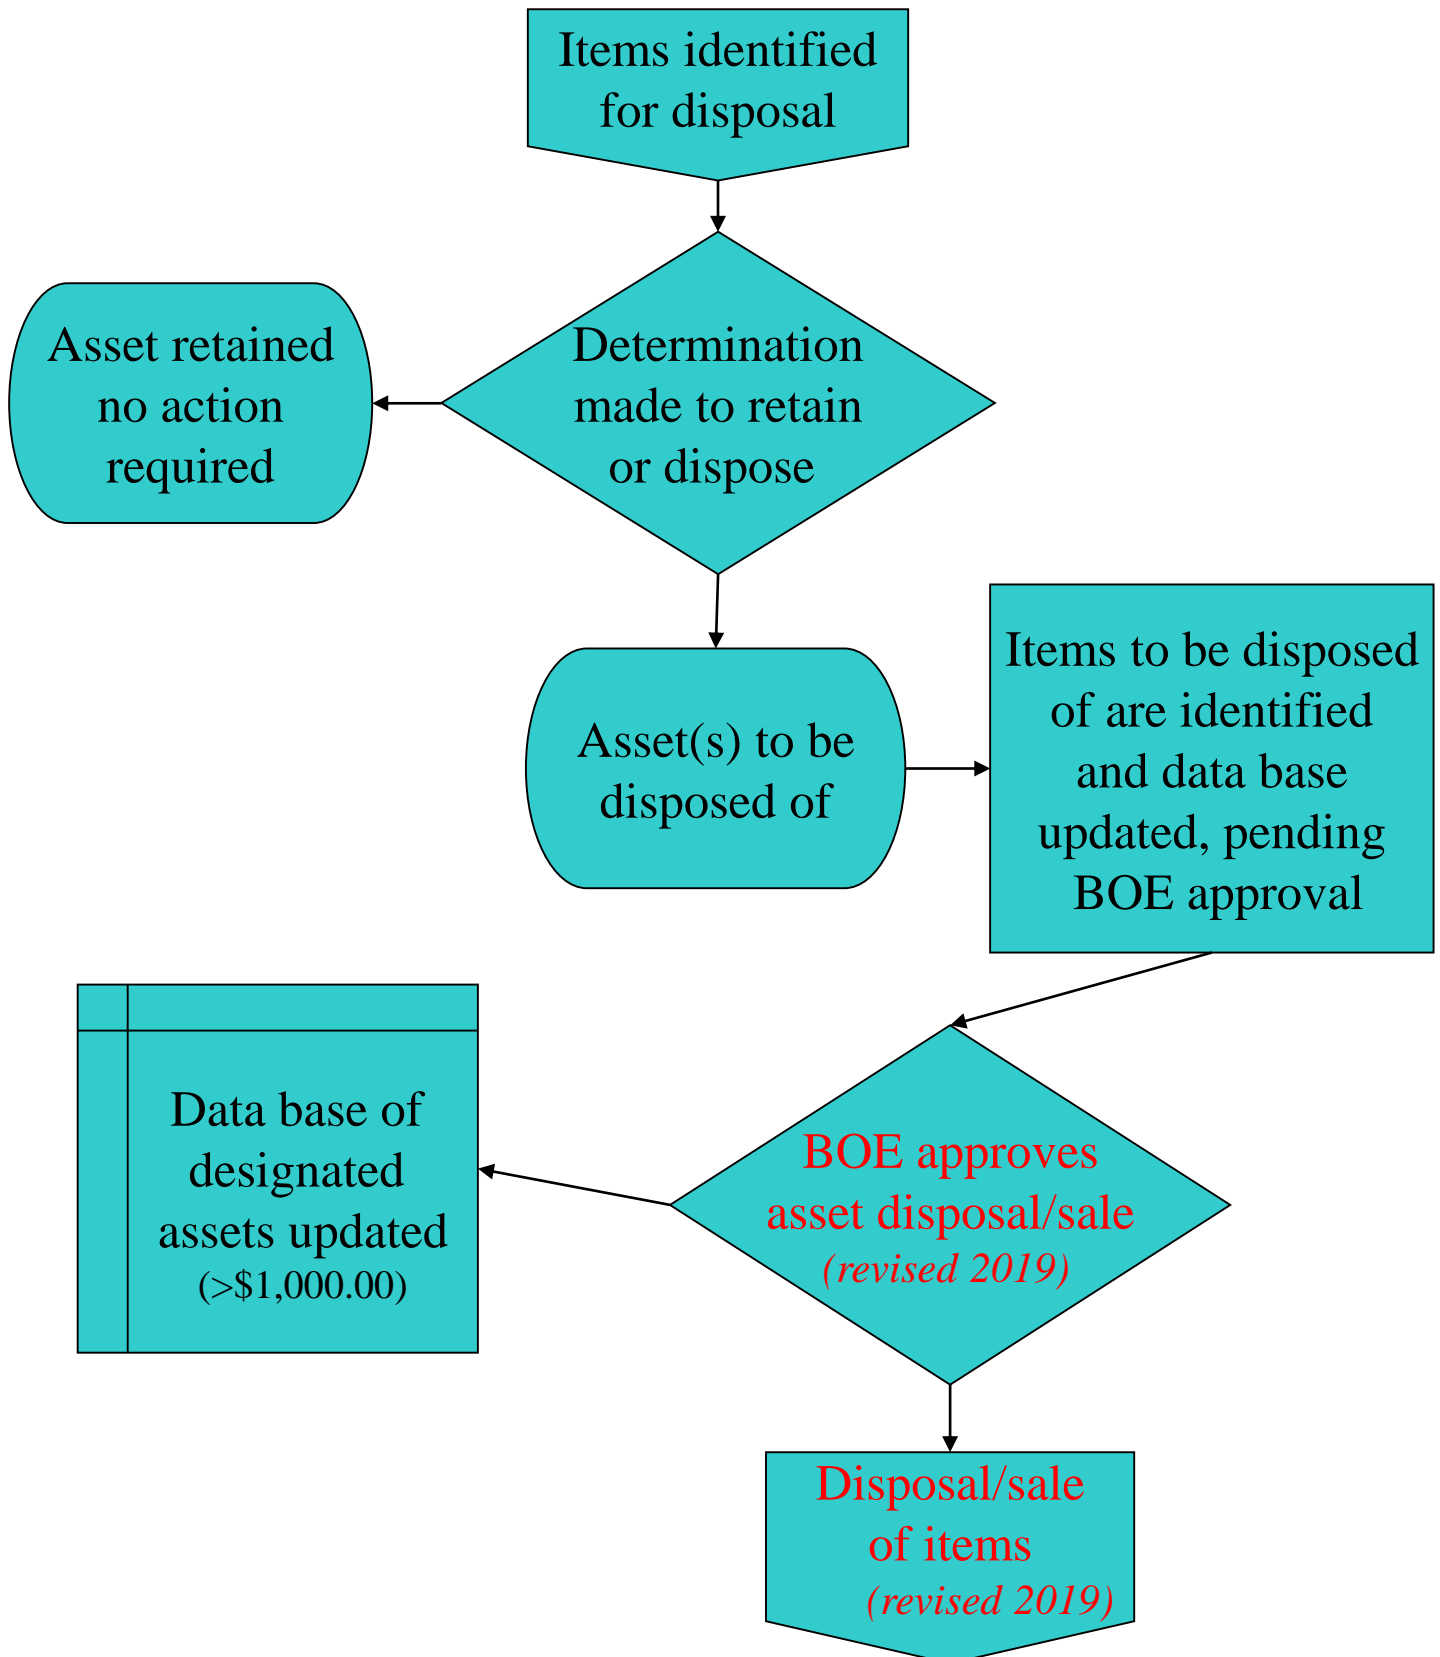 Items identified
for disposal
Asset retained
no action
required
Determination
made to retain
or dispose
Asset(s) to be
disposed of
Items to be disposed
of are identified
and data base
updated, pending
BOE approval
Data base of
designated
assets updated
(>$1,000.00)
BOE approves
asset disposal/sale
(revised 2019)
Disposal/sale
of items
(revised 2019)